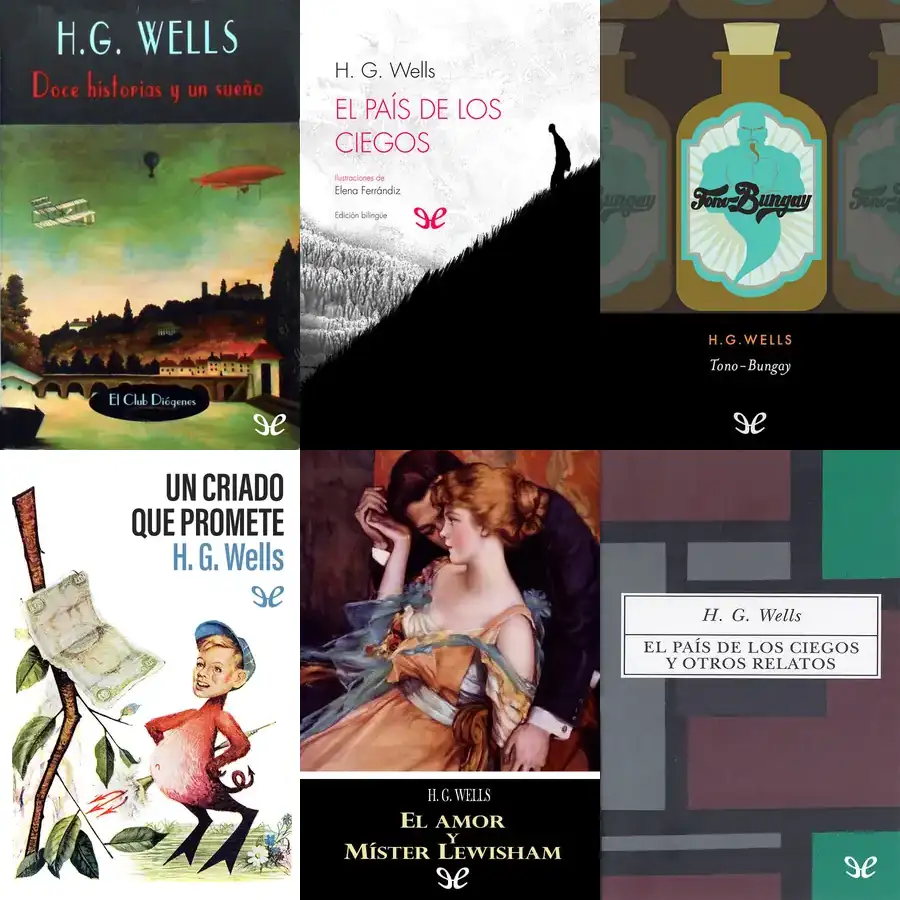 H.G. WELLS
Doce historias y un sueño
El Club Diógenes
H. G. Wells
EL PAÍS DE LOS
CIEGOS
Ilustraciones de
Elena Ferrándiz
Edición bilingüe
Tono-Bungay
H.G.WELLS
Tono-Bungay
UN CRIADO
QUE PROMETE
H. G. Wells
H. G. WELLS
EL AMOR
Y
MÍSTER LEWISHAM
H. G. Wells
EL PAÍS DE LOS CIEGOS
Y OTROS RELATOS